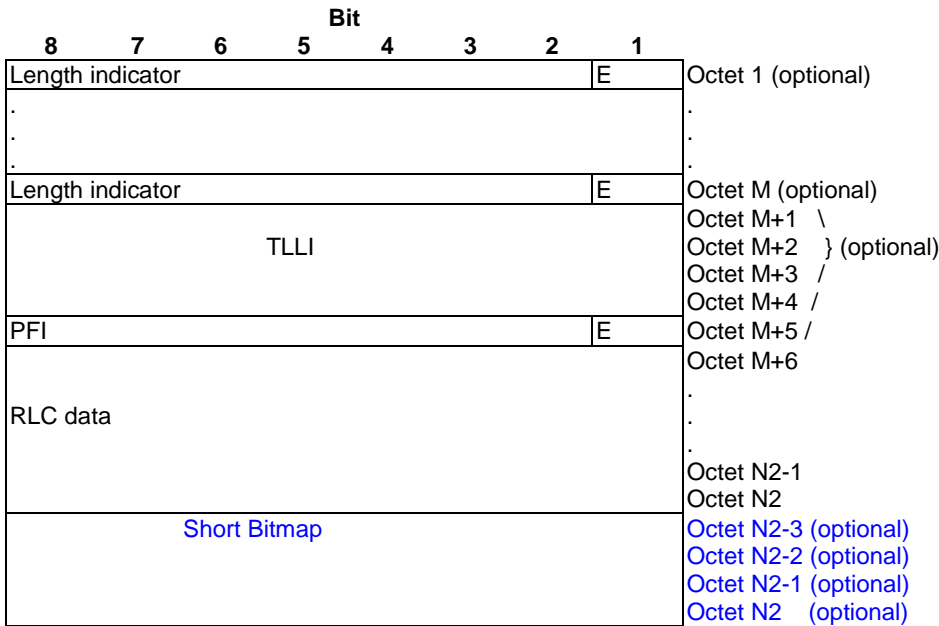 Bit
8 7 6 5 4 3 2 1
Length indicator E Octet 1 (optional)
. .
. .
. .
Length indicator E Octet M (optional)
Octet M+1 \
TLLI Octet M+2 } (optional)
Octet M+3 /
Octet M+4 /
PFI E Octet M+5 /
Octet M+6
.
RLC data .
.
Octet N2-1
Octet N2
Short Bitmap Octet N2-3 (optional)
Octet N2-2 (optional)
Octet N2-1 (optional)
Octet N2 (optional)